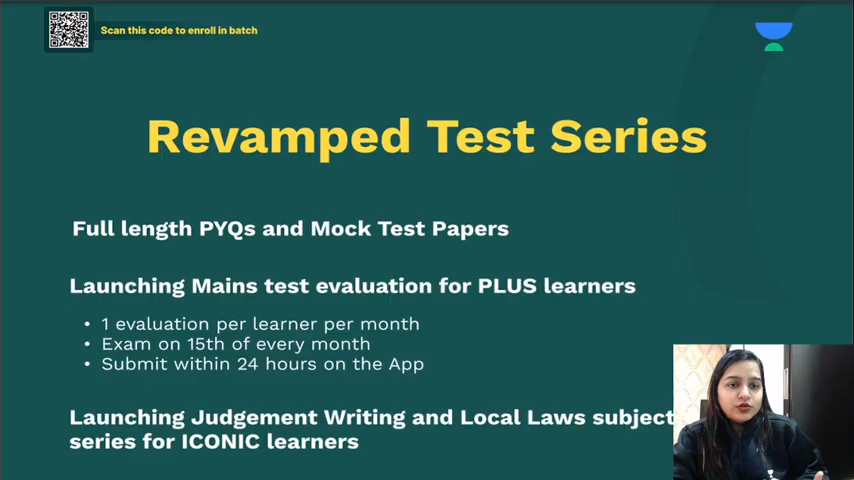 Scan this code to enroll in batch
Revamped Test Series
Full length PYQs and Mock Test Papers
Launching Mains test evaluation for PLUS learners
• 1 evaluation per learner per month
• Exam on 15th of every month
• Submit within 24 hours on the App
Launching Judgement Writing and Local Laws subject
series for ICONIC learners